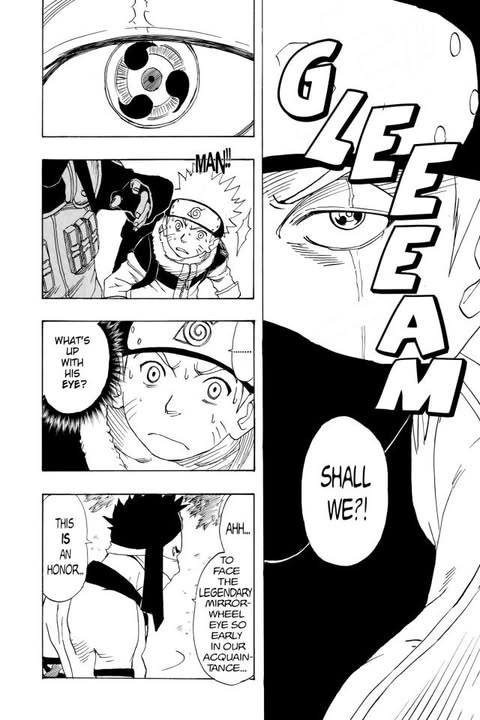 GLEEEEAM
SHALL
WE?!
MAN!!
.........
WHAT'S
UP
WITH
HIS
EYE?
AHH...
TO
FACE
THE
LEGENDARY
MIRROR-
WHEEL
EYE SO
EARLY
IN OUR
ACQUAIN-
TANCE...
THIS
IS
AN
HONOR...